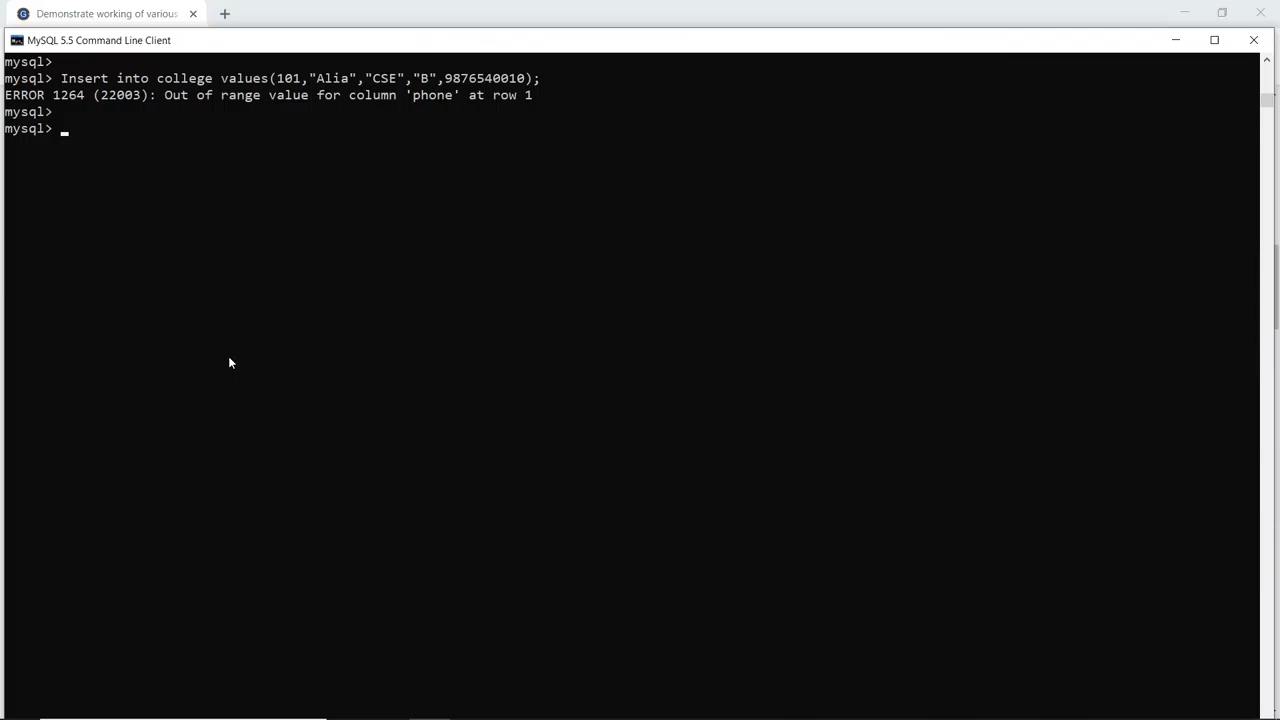 Demonstrate working of various
MySQL 5.5 Command Line Client
mysql>
mysql> Insert into college values(101,"Alia","CSE","B",9876540010);
ERROR 1264 (22003): Out of range value for column 'phone' at row 1
mysql>
mysql>